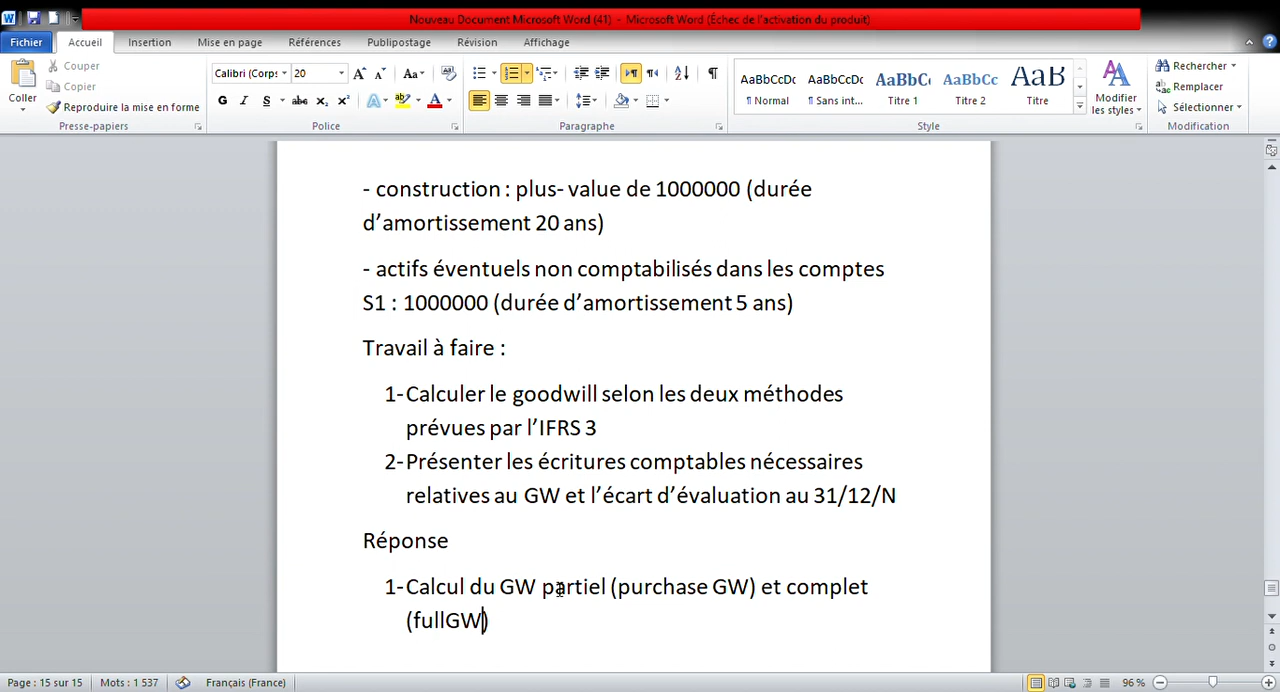 Nouveau Document Microsoft Word (41) - Microsoft Word (Échec de l'activation du produit)
Fichier Accueil Insertion Mise en page Références Publipostage Révision Affichage
Coller
Couper
Copier
Reproduire la mise en forme
Presse-papiers
Calibri (Corps 20
G I S abc
Police
Paragraphe
AaBbCcDc AaBbCcDc AaBbC AaBbCc AaB
¶ Normal ¶ Sans int... Titre 1 Titre 2 Titre
Modifier
les styles
Style
Rechercher
Remplacer
Sélectionner
Modification
- construction : plus- value de 1000000 (durée
d’amortissement 20 ans)
- actifs éventuels non comptabilisés dans les comptes
S1 : 1000000 (durée d’amortissement 5 ans)
Travail à faire :
1-Calculer le goodwill selon les deux méthodes
prévues par l’IFRS 3
2-Présenter les écritures comptables nécessaires
relatives au GW et l’écart d’évaluation au 31/12/N
Réponse
1-Calcul du GW partiel (purchase GW) et complet
(fullGW)
Page : 15 sur 15 Mots : 1 537 Français (France) 96 %